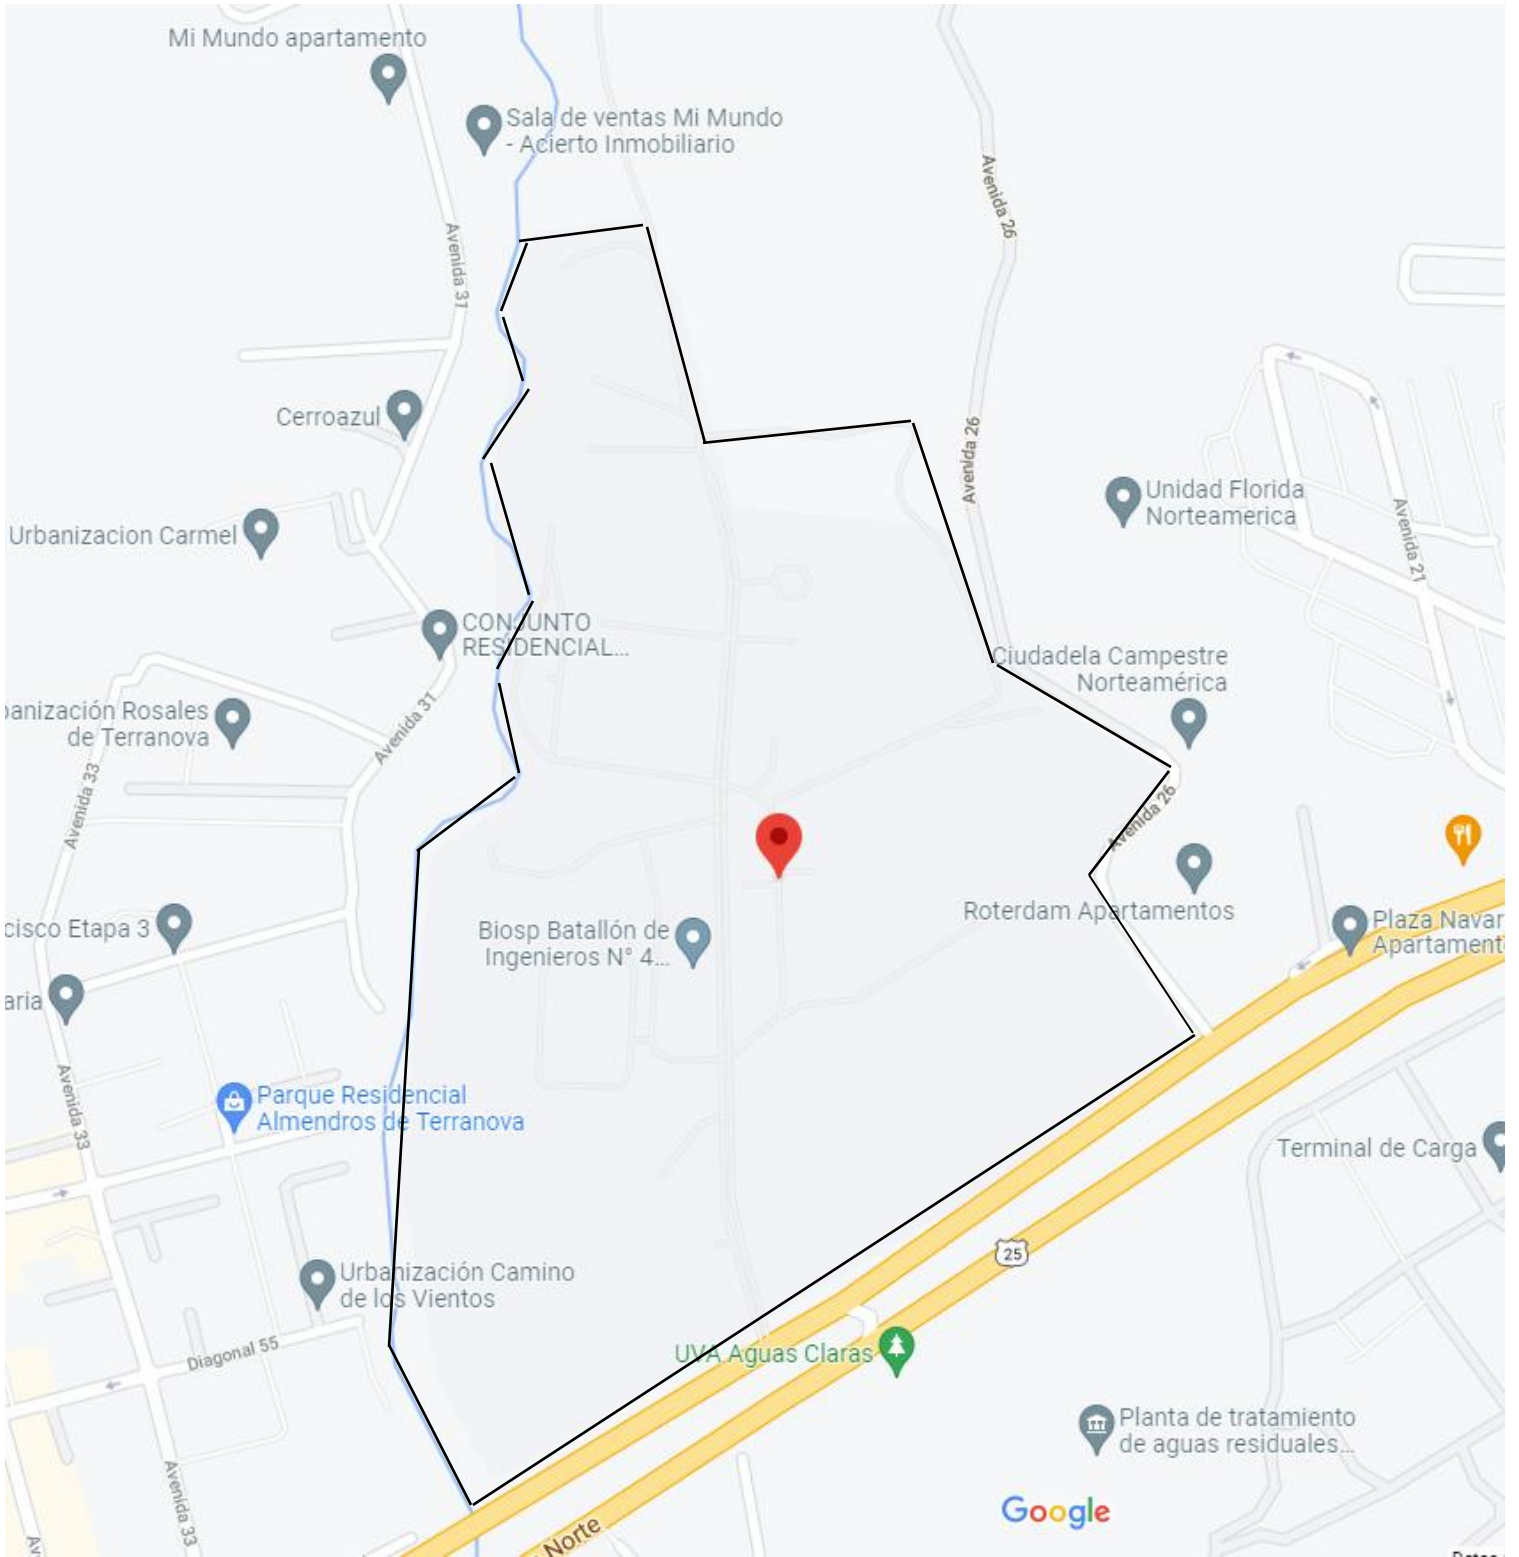 Mi Mundo apartamento
Sala de ventas Mi Mundo
- Acierto Inmobiliario
Avenida 26
Avenida 31
Cerroazul
Avenida 26
Unidad Florida
Norteamerica
Avenida 21
Urbanizacion Carmel
CONJUNTO
RESIDENCIAL...
Ciudadela Campestre
Norteamérica
banización Rosales
de Terranova
Avenida 31
Avenida 33
Avenida 26
Roterdam Apartamentos
Plaza Navar
Apartament
cisco Etapa 3
Biosp Batallón de
Ingenieros N° 4...
aria
Avenida 33
Parque Residencial
Almendros de Terranova
Terminal de Carga
25
Urbanización Camino
de los Vientos
Diagonal 55
UVA Aguas Claras
Planta de tratamiento
de aguas residuales...
Avenida 33
Google
Norte
Av